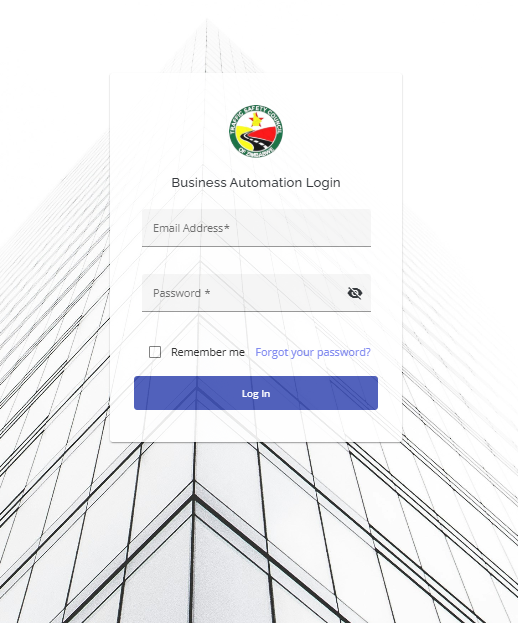 TRAFFIC SAFETY COUNCIL
OF ZIMBABWE
Business Automation Login
Email Address*
Password *
Remember me Forgot your password?
Log In